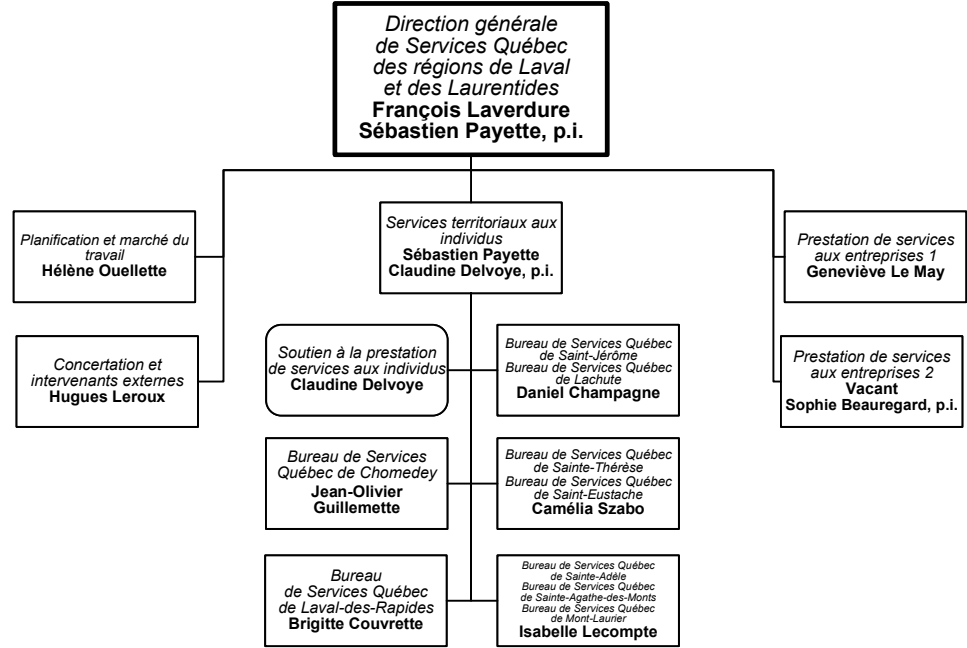 Direction générale
de Services Québec
des régions de Laval
et des Laurentides
François Laverdure
Sébastien Payette, p.i.
Planification et marché du
travail
Hélène Ouellette
Services territoriaux aux
individus
Sébastien Payette
Claudine Delvoye, p.i.
Prestation de services
aux entreprises 1
Geneviève Le May
Concertation et
intervenants externes
Hugues Leroux
Soutien à la prestation
de services aux individus
Claudine Delvoye
Bureau de Services Québec
de Saint-Jérôme
Bureau de Services Québec
de Lachute
Daniel Champagne
Prestation de services
aux entreprises 2
Vacant
Sophie Beauregard, p.i.
Bureau de Services
Québec de Chomedey
Jean-Olivier
Guillemette
Bureau de Services Québec
de Sainte-Thérèse
Bureau de Services Québec
de Saint-Eustache
Camélia Szabo
Bureau
de Services Québec
de Laval-des-Rapides
Brigitte Couvrette
Bureau de Services Québec
de Sainte-Adèle
Bureau de Services Québec
de Sainte-Agathe-des-Monts
Bureau de Services Québec
de Mont-Laurier
Isabelle Lecompte